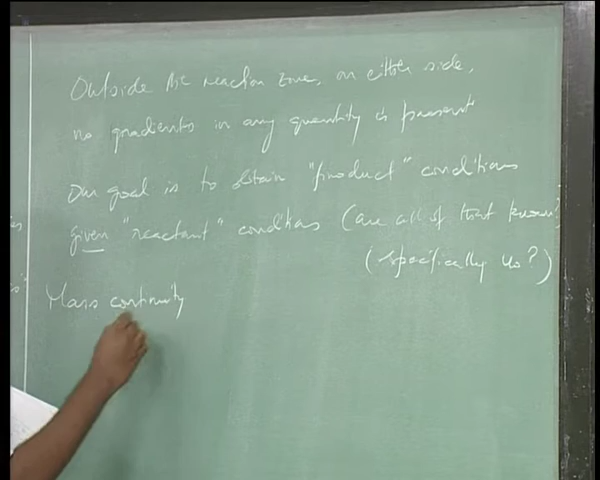 Outside the reaction zone, on either side,
no gradients in any quantity is present
Our goal is to obtain "product" conditions
given "reactant" conditions (are all of that known?
(specifically u₀?)
Mass continuity